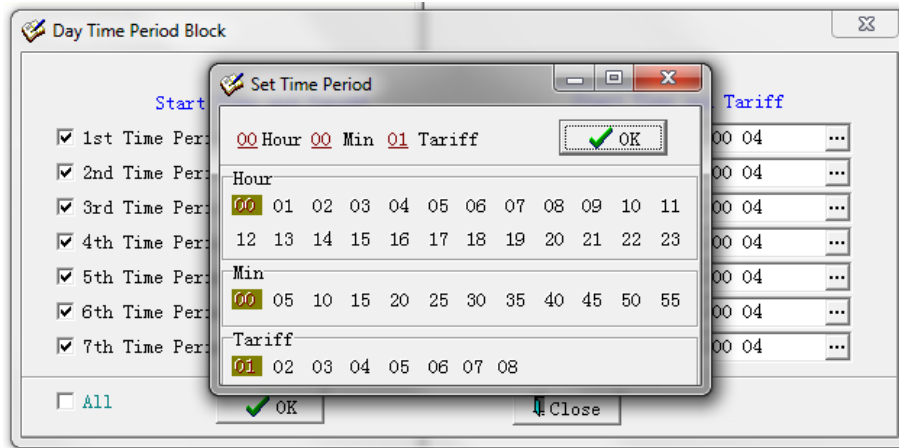 Day Time Period Block
Set Time Period
Start
Tariff
00 Hour 00 Min 01 Tariff
OK
1st Time Per
00 04
...
2nd Time Per
00 04
...
3rd Time Per
00 04
...
4th Time Per
00 04
...
5th Time Per
00 04
...
6th Time Per
00 04
...
7th Time Per
00 04
...
Hour
00 01 02 03 04 05 06 07 08 09 10 11
12 13 14 15 16 17 18 19 20 21 22 23
Min
00 05 10 15 20 25 30 35 40 45 50 55
Tariff
01 02 03 04 05 06 07 08
All
OK
Close